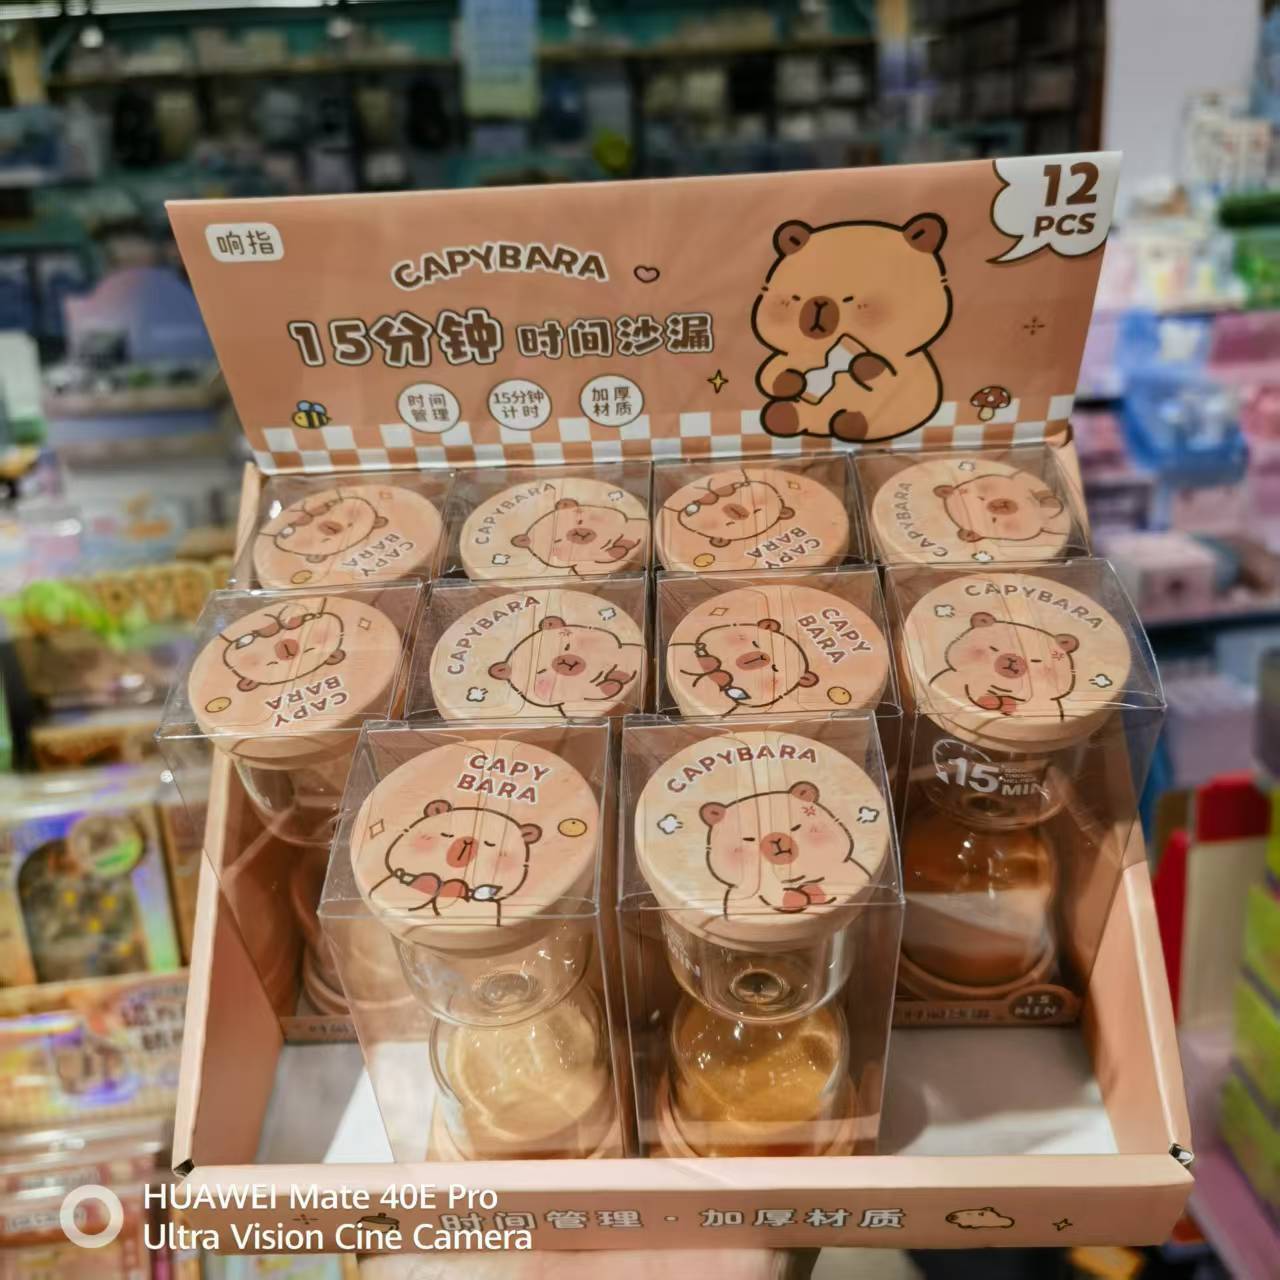 12
PCS
响指
CAPYBARA
15分钟 时间沙漏
时间
管理
15分钟
计时
加厚
材质
CAPY
BARA
CAPYBARA
CAPY
BARA
CAPYBARA
CAPY
BARA
CAPYBARA
CAPY
BARA
CAPYBARA
15
MIN
CAPY
BARA
CAPYBARA
MIN
15
MIN
时间管理·加厚材质
HUAWEI Mate 40E Pro
Ultra Vision Cine Camera